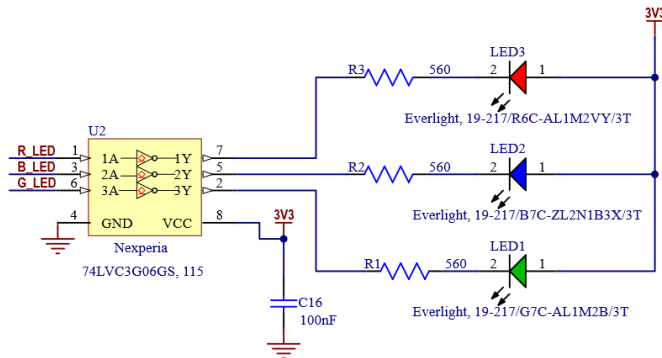 3V3
LED3
R3 560 2 1
Everlight, 19-217/R6C-AL1M2VY/3T
U2
R_LED 1 1A 1Y 7
B_LED 3 2A 2Y 5
G_LED 6 3A 3Y 2
4 GND VCC 8
Nexperia
74LVC3G06GS, 115
LED2
R2 560 2 1
Everlight, 19-217/B7C-ZL2N1B3X/3T
3V3
LED1
R1 560 2 1
Everlight, 19-217/G7C-AL1M2B/3T
C16
100nF